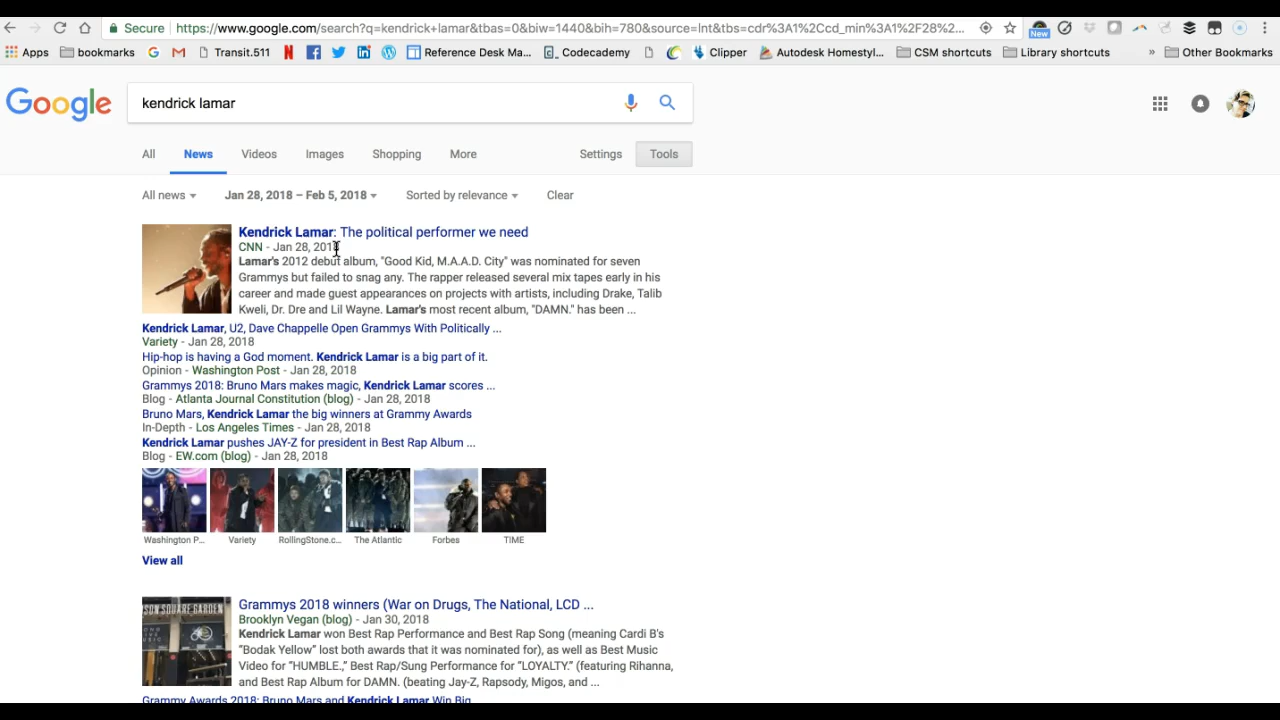 Secure https://www.google.com/search?q=kendrick+lamar&tbas=0&biw=1440&bih=780&source=lnt&tbs=cdr%3A1%2Ccd_min%3A1%2F28%2...
New
Apps bookmarks Transit.511 Reference Desk Ma... Codecademy Clipper Autodesk Homestyl... CSM shortcuts Library shortcuts » Other Bookmarks
Google kendrick lamar
All News Videos Images Shopping More Settings Tools
All news Jan 28, 2018 – Feb 5, 2018 Sorted by relevance Clear
Kendrick Lamar: The political performer we need
CNN - Jan 28, 2018
Lamar's 2012 debut album, "Good Kid, M.A.A.D. City" was nominated for seven
Grammys but failed to snag any. The rapper released several mix tapes early in his
career and made guest appearances on projects with artists, including Drake, Talib
Kweli, Dr. Dre and Lil Wayne. Lamar's most recent album, "DAMN." has been ...
Kendrick Lamar, U2, Dave Chappelle Open Grammys With Politically ...
Variety - Jan 28, 2018
Hip-hop is having a God moment. Kendrick Lamar is a big part of it.
Opinion - Washington Post - Jan 28, 2018
Grammys 2018: Bruno Mars makes magic, Kendrick Lamar scores ...
Blog - Atlanta Journal Constitution (blog) - Jan 28, 2018
Bruno Mars, Kendrick Lamar the big winners at Grammy Awards
In-Depth - Los Angeles Times - Jan 28, 2018
Kendrick Lamar pushes JAY-Z for president in Best Rap Album ...
Blog - EW.com (blog) - Jan 28, 2018
Washington P... Variety RollingStone.c... The Atlantic Forbes TIME
View all
Grammys 2018 winners (War on Drugs, The National, LCD ...
Brooklyn Vegan (blog) - Jan 30, 2018
Kendrick Lamar won Best Rap Performance and Best Rap Song (meaning Cardi B's
"Bodak Yellow" lost both awards that it was nominated for), as well as Best Music
Video for "HUMBLE.," Best Rap/Sung Performance for "LOYALTY." (featuring Rihanna,
and Best Rap Album for DAMN. (beating Jay-Z, Rapsody, Migos, and ...
Grammy Awards 2018: Bruno Mars and Kendrick Lamar Win Big